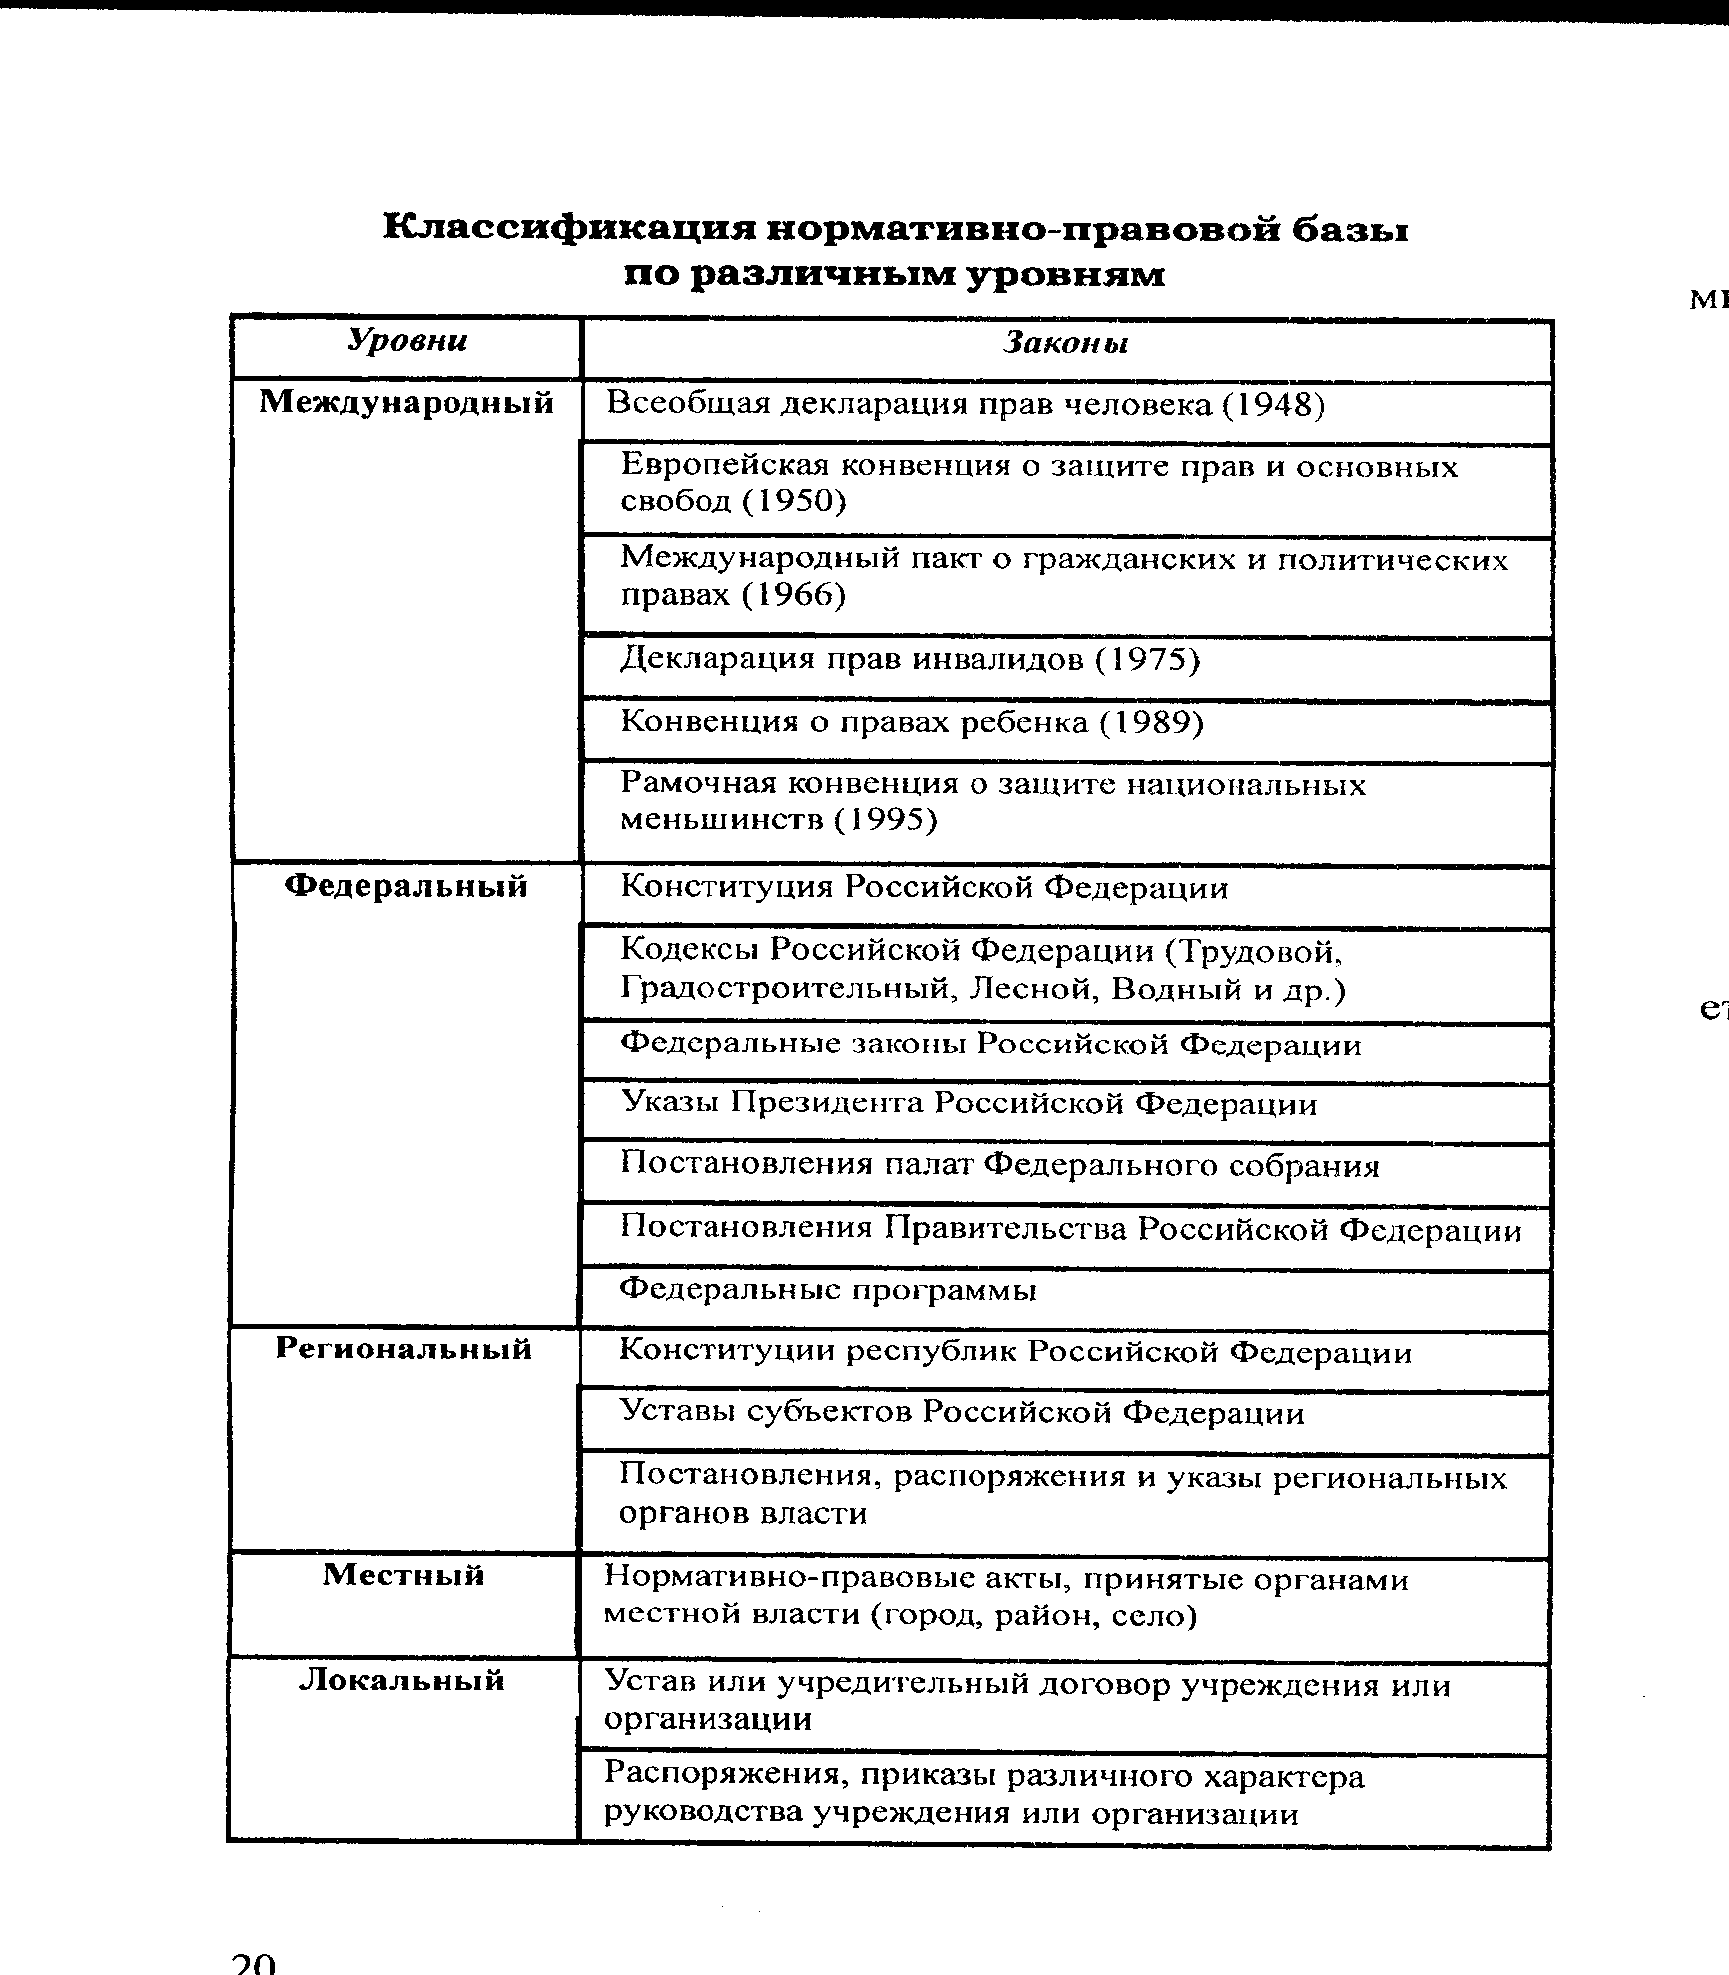 Классификация нормативно-правовой базы
по различным уровням
Уровни Законы
Международный Всеобщая декларация прав человека (1948)
Европейская конвенция о защите прав и основных
свобод (1950)
Международный пакт о гражданских и политических
правах (1966)
Декларация прав инвалидов (1975)
Конвенция о правах ребенка (1989)
Рамочная конвенция о защите национальных
меньшинств (1995)
Федеральный Конституция Российской Федерации
Кодексы Российской Федерации (Трудовой,
Градостроительный, Лесной, Водный и др.)
Федеральные законы Российской Федерации
Указы Президента Российской Федерации
Постановления палат Федерального собрания
Постановления Правительства Российской Федерации
Федеральные программы
Региональный Конституции республик Российской Федерации
Уставы субъектов Российской Федерации
Постановления, распоряжения и указы региональных
органов власти
Местный Нормативно-правовые акты, принятые органами
местной власти (город, район, село)
Локальный Устав или учредительный договор учреждения или
организации
Распоряжения, приказы различного характера
руководства учреждения или организации
20